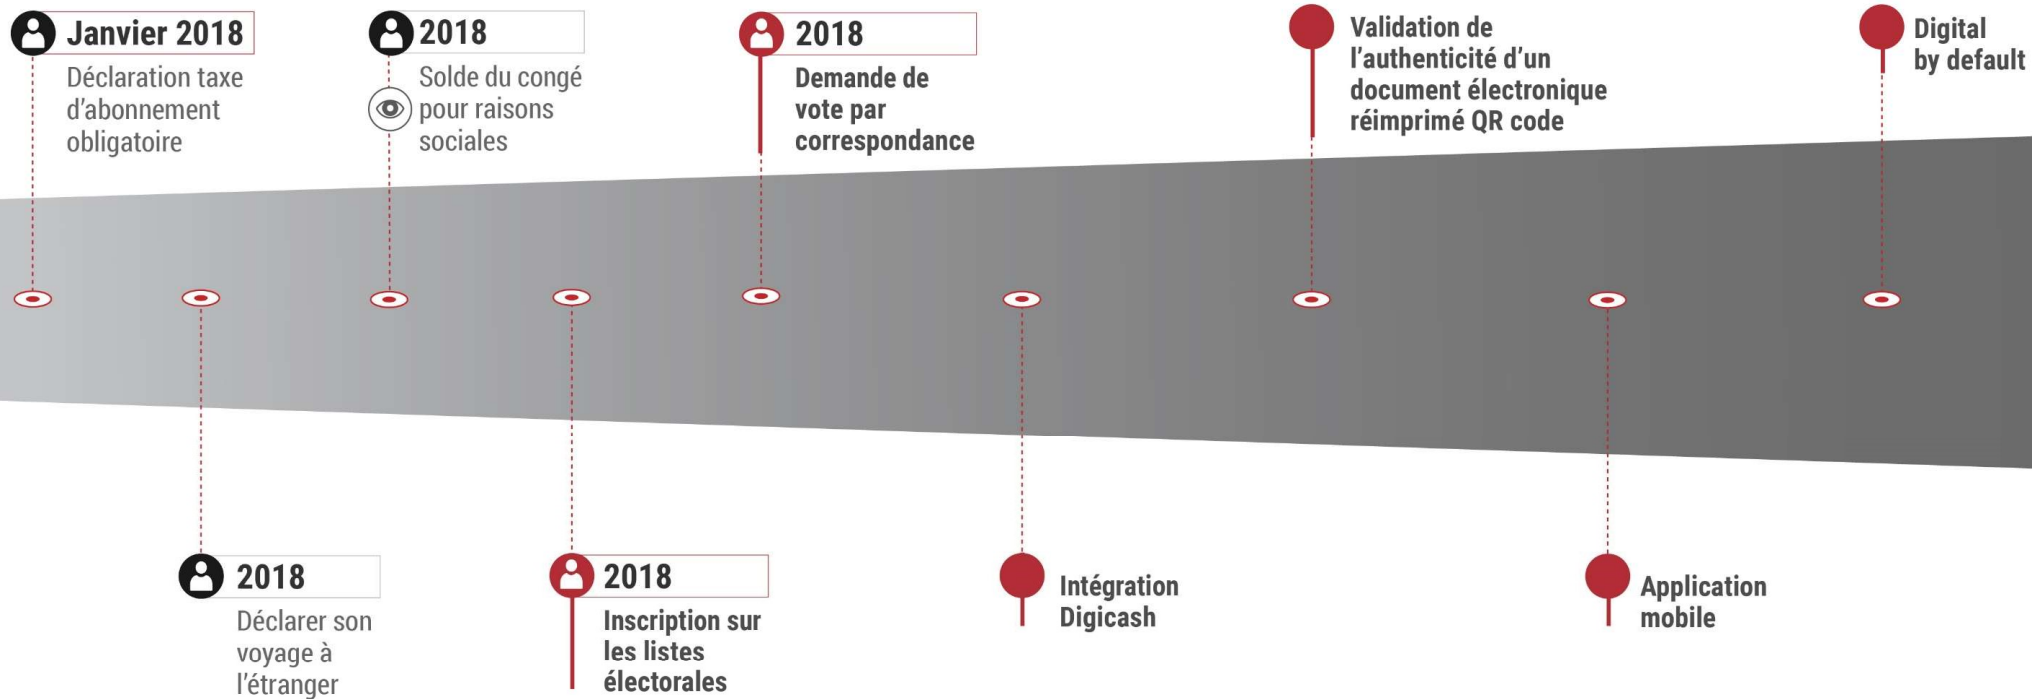 Janvier 2018
Déclaration taxe
d'abonnement
obligatoire
2018
Solde du congé
pour raisons
sociales
2018
Demande de
vote par
correspondance
Validation de
l'authenticité d'un
document électronique
réimprimé QR code
Digital
by default
2018
Déclarer son
voyage à
l'étranger
2018
Inscription sur
les listes
électorales
Intégration
Digicash
Application
mobile